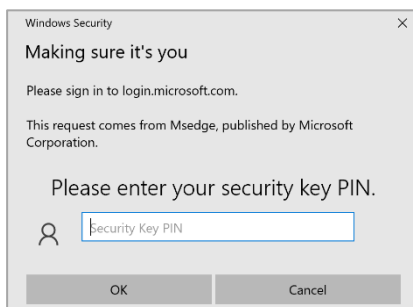 Windows Security
Making sure it's you
Please sign in to login.microsoft.com.
This request comes from Msedge, published by Microsoft
Corporation.
Please enter your security key PIN.
Security Key PIN
OK Cancel